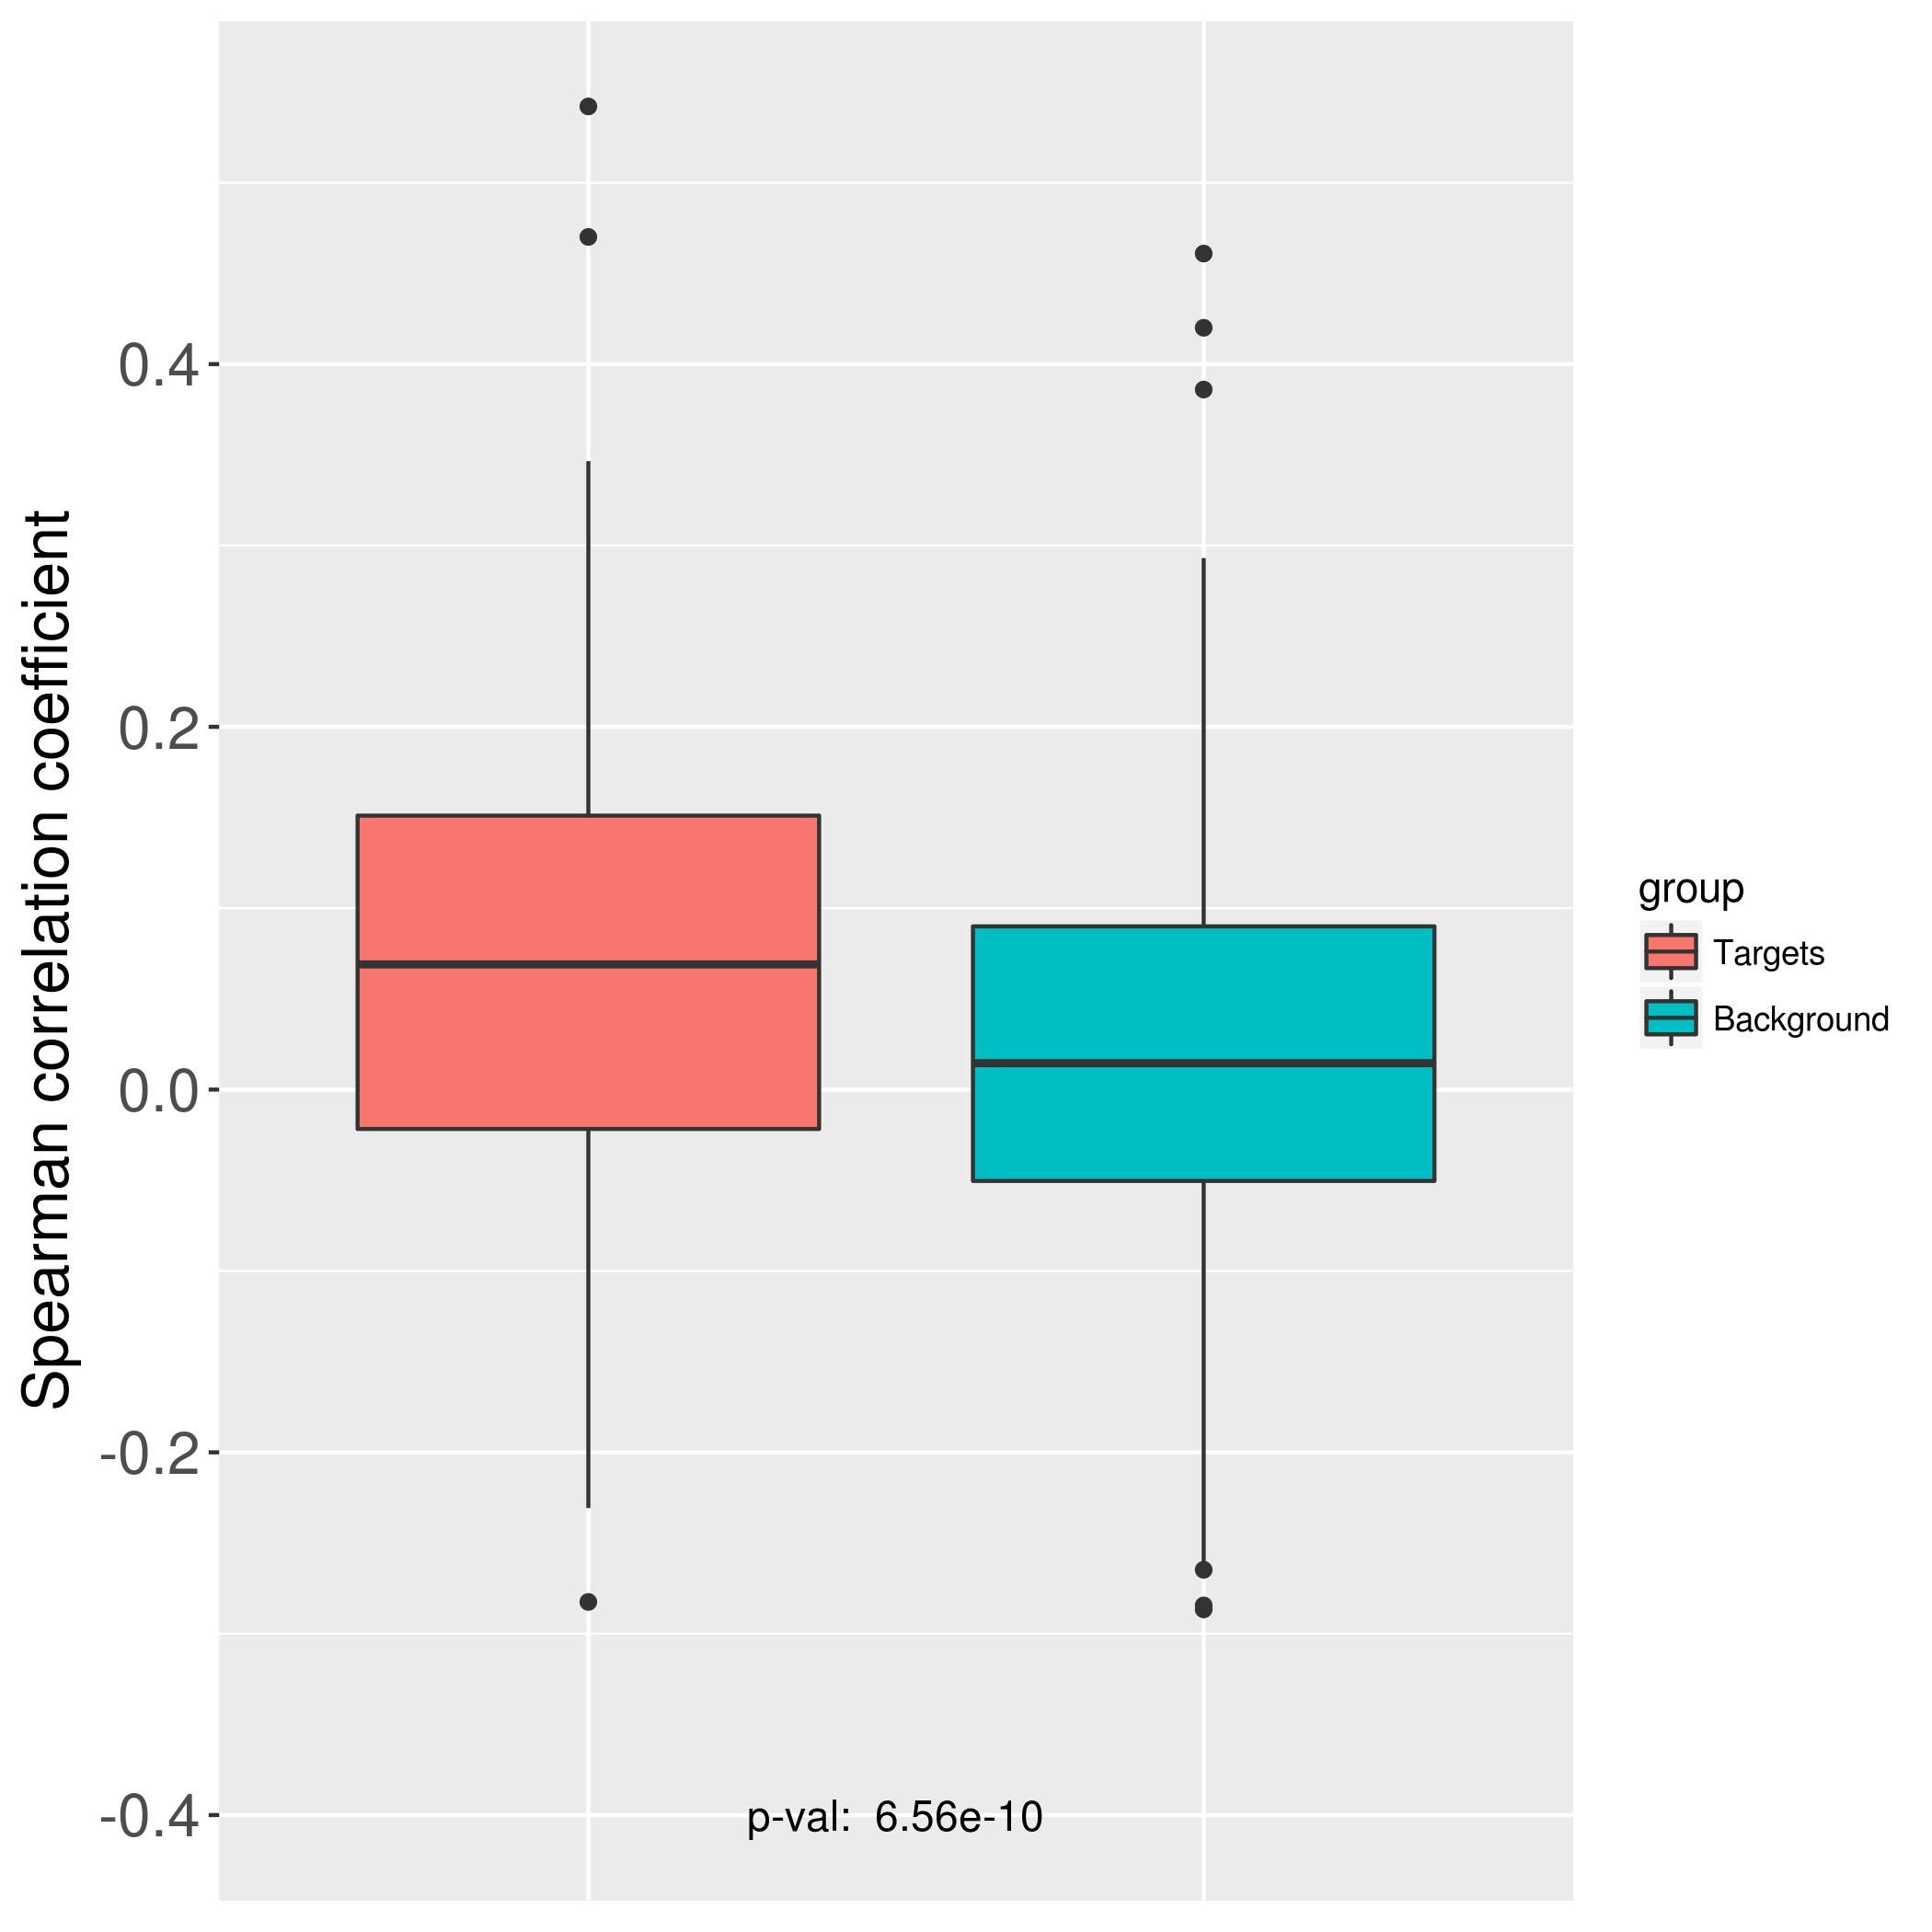 Spearman correlation coefficient
0.4
0.2
0.0
-0.2
-0.4
p-val: 6.56e-10
group
Targets
Background